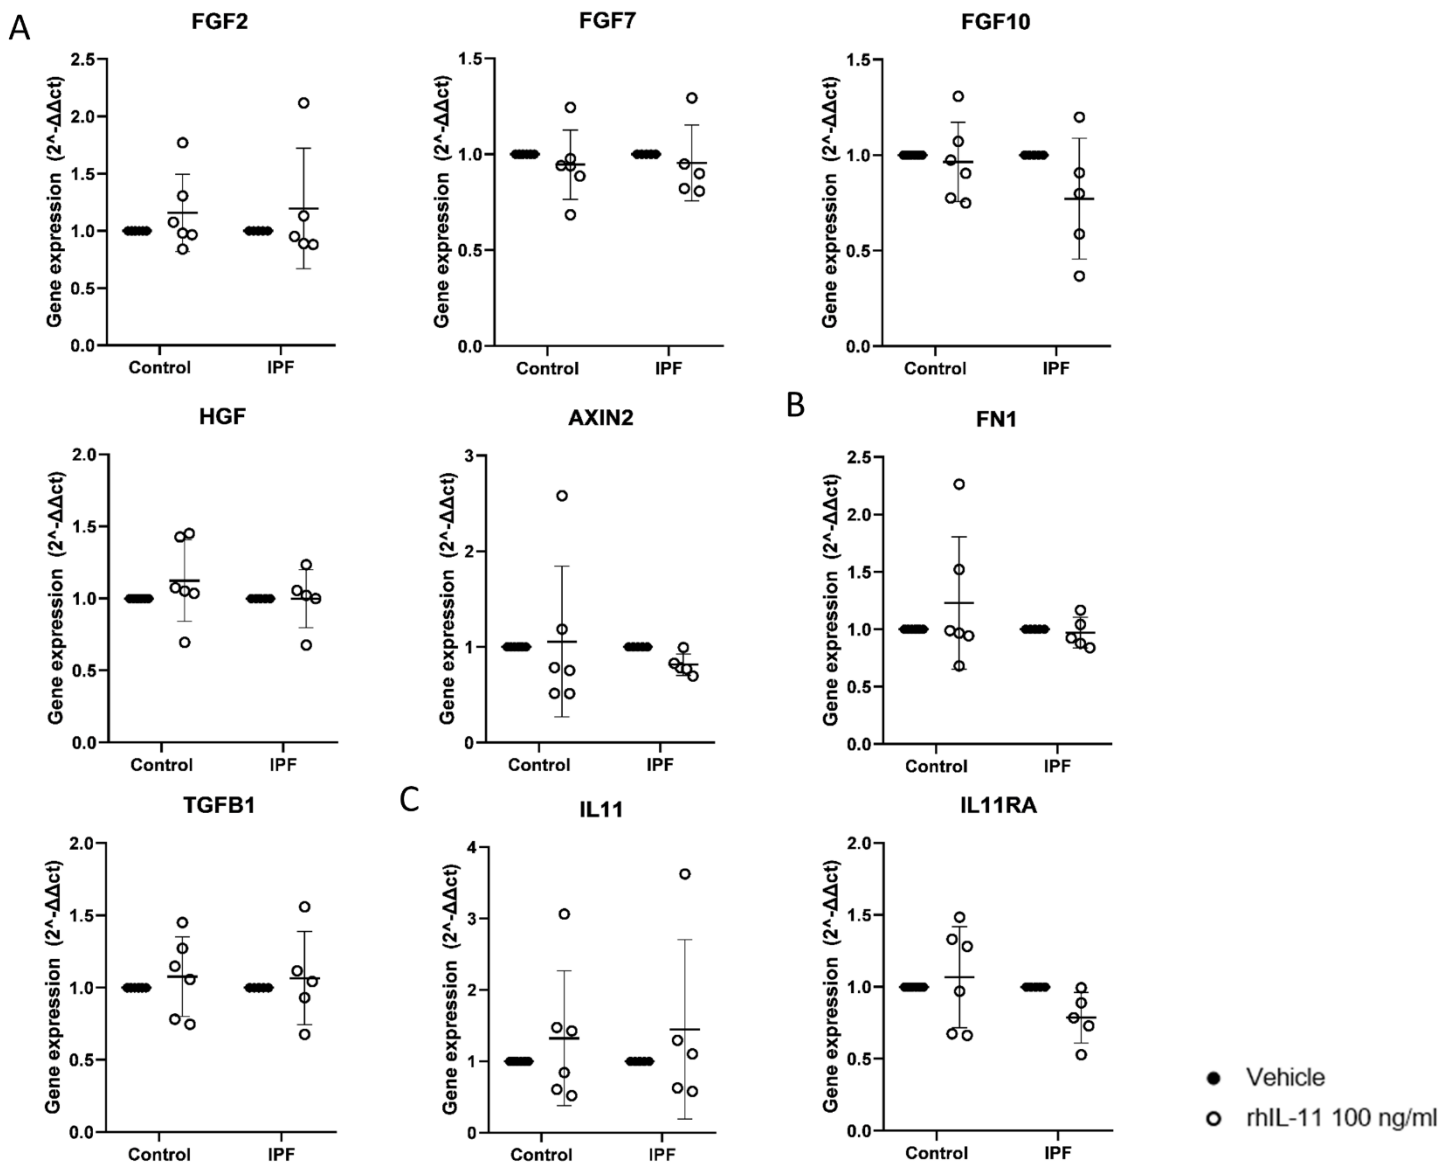 A
FGF2
Gene expression (2^-ΔΔct)
2.5
2.0
1.5
1.0
0.5
0.0
Control IPF
FGF7
Gene expression (2^-ΔΔct)
1.5
1.0
0.5
0.0
Control IPF
FGF10
Gene expression (2^-ΔΔct)
1.5
1.0
0.5
0.0
Control IPF
HGF
Gene expression (2^-ΔΔct)
2.0
1.5
1.0
0.5
0.0
Control IPF
AXIN2
Gene expression (2^-ΔΔct)
3
2
1
0
Control IPF
B
FN1
Gene expression (2^-ΔΔct)
2.5
2.0
1.5
1.0
0.5
0.0
Control IPF
TGFB1
Gene expression (2^-ΔΔct)
2.0
1.5
1.0
0.5
0.0
Control IPF
C
IL11
Gene expression (2^-ΔΔct)
4
3
2
1
0
Control IPF
IL11RA
Gene expression (2^-ΔΔct)
2.0
1.5
1.0
0.5
0.0
Control IPF
Vehicle
rhIL-11 100 ng/ml